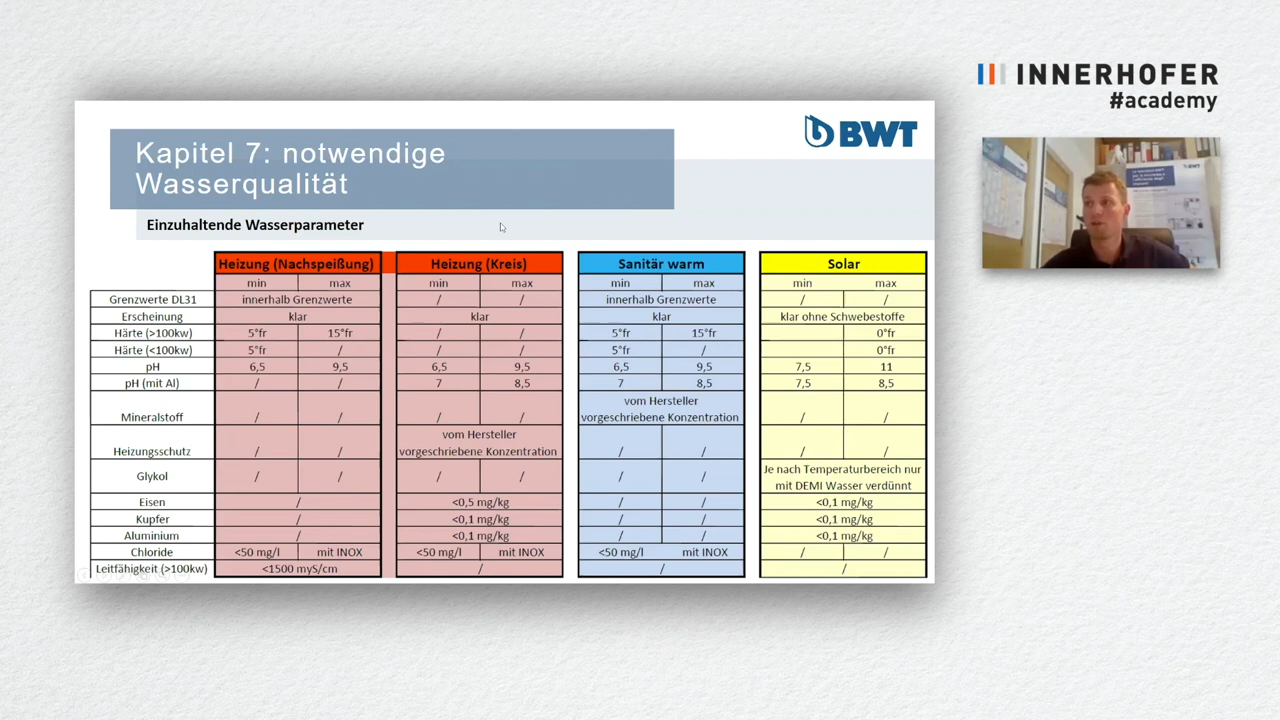 INNERHOFER
#academy
BWT
Kapitel 7: notwendige
Wasserqualität
Einzuhaltende Wasserparameter
Heizung (Nachspeißung) Heizung (Kreis) Sanitär warm Solar
min max min max min max min max
Grenzwerte DL31 innerhalb Grenzwerte / / innerhalb Grenzwerte / /
Erscheinung klar klar klar klar ohne Schwebestoffe
Härte (>100kw) 5°fr 15°fr / / 5°fr 15°fr 0°fr
Härte (<100kw) 5°fr / / / 5°fr / 0°fr
pH 6,5 9,5 6,5 9,5 6,5 9,5 7,5 11
pH (mit Al) / / 7 8,5 7 8,5 7,5 8,5
Mineralstoff / / / / vom Hersteller
vorgeschriebene Konzentration / /
Heizungsschutz / / vom Hersteller
vorgeschriebene Konzentration / / / /
Glykol / / / / / / Je nach Temperaturbereich nur
mit DEMI Wasser verdünnt
Eisen / <0,5 mg/kg / / <0,1 mg/kg
Kupfer / <0,1 mg/kg / / <0,1 mg/kg
Aluminium / <0,1 mg/kg / / <0,1 mg/kg
Chloride <50 mg/l mit INOX <50 mg/l mit INOX <50 mg/l mit INOX / /
Leitfähigkeit (>100kw) <1500 myS/cm / / /
BWT